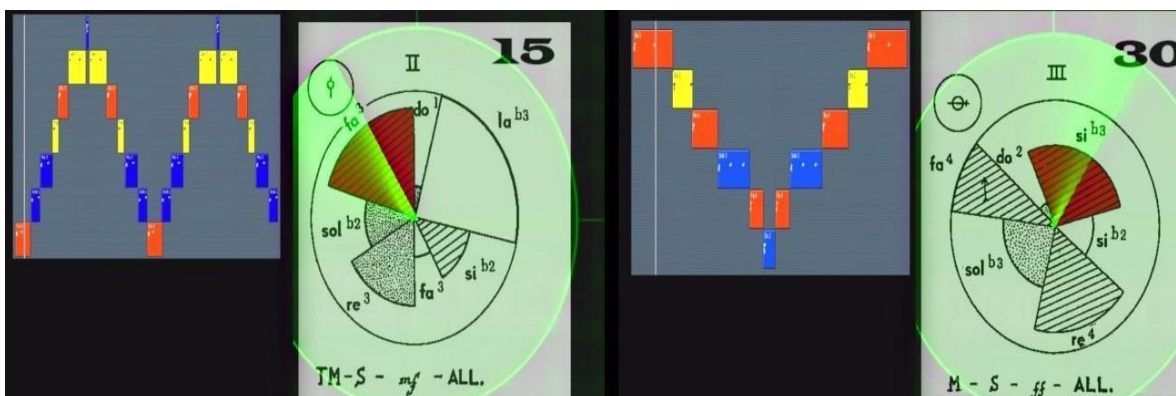 II
15
fa 3
do 1
la b3
sol b2
si b2
re 3
fa 3
TM-S - mf - ALL.
III
30
si b3
do 2
fa 4
si b2
sol b3
re 4
M - S - ff - ALL.